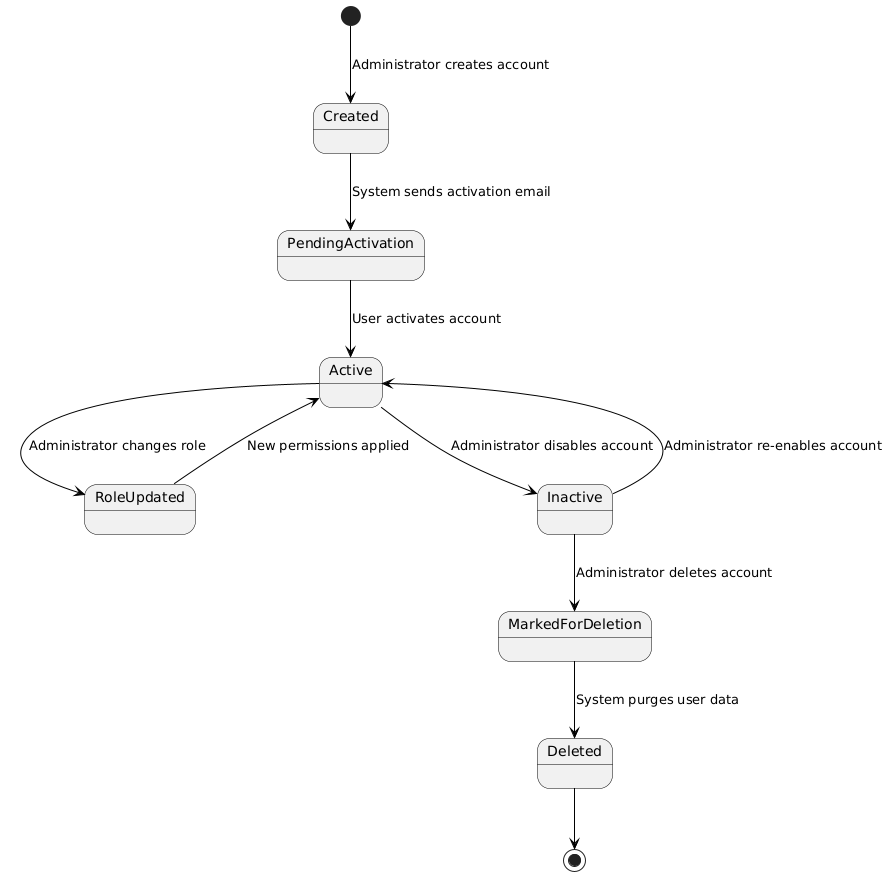 Administrator creates account
Created
System sends activation email
PendingActivation
User activates account
Active
Administrator changes role
New permissions applied
Administrator disables account
Administrator re-enables account
RoleUpdated
Inactive
Administrator deletes account
MarkedForDeletion
System purges user data
Deleted